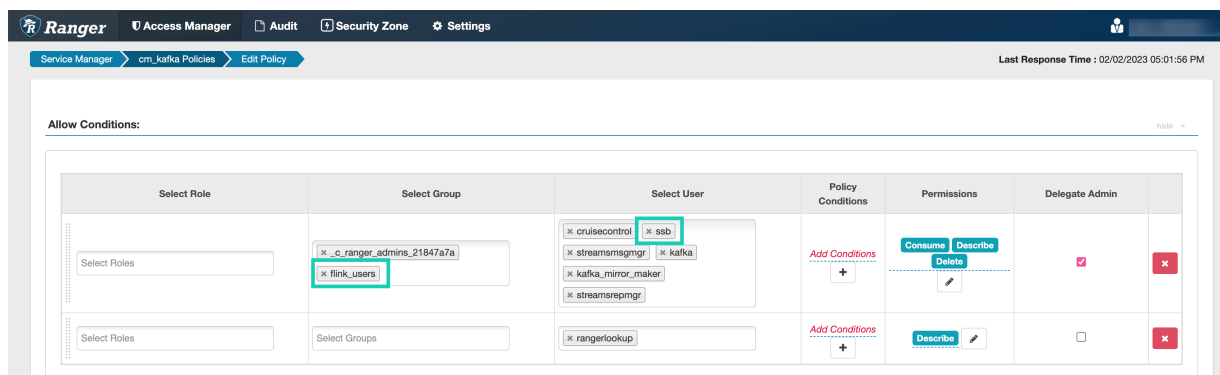 Ranger Access Manager Audit Security Zone Settings
Service Manager cm_kafka Policies Edit Policy Last Response Time : 02/02/2023 05:01:56 PM
Allow Conditions: hide
Select Role Select Group Select User Policy Conditions Permissions Delegate Admin
Select Roles
× _c_ranger_admins_21847a7a
× flink_users
× cruisecontrol × ssb
× streamsmsgmgr × kafka
× kafka_mirror_maker
× streamsrepmgr
Add Conditions
+
Consume Describe
Delete
×
Select Roles
Select Groups
× rangerlookup
Add Conditions
+
Describe
×